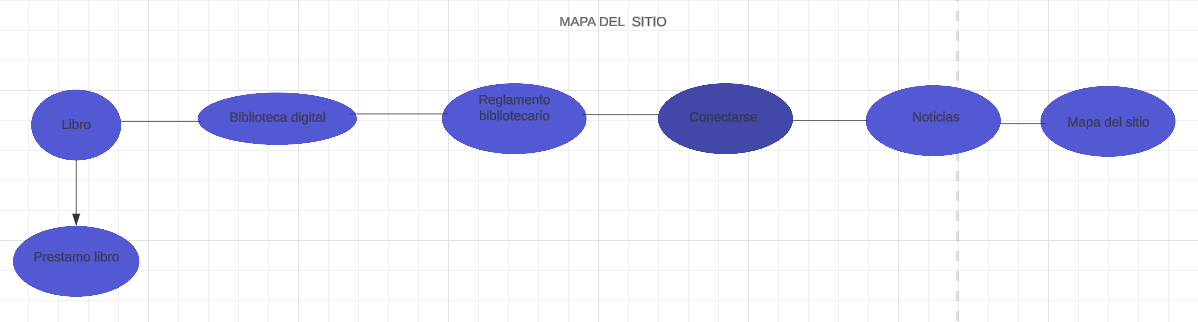 MAPA DEL SITIO
Libro
Biblioteca digital
Reglamento
bibliotecario
Conectarse
Noticias
Mapa del sitio
Prestamo libro